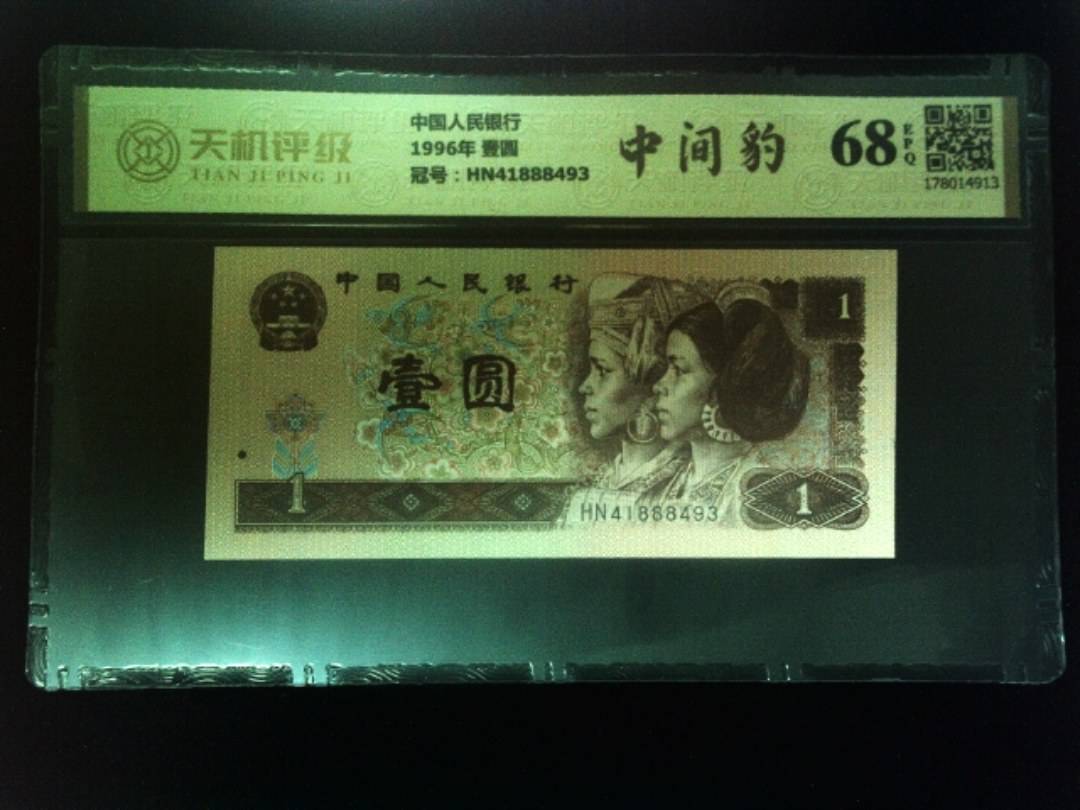 天机评级
TIAN JI PING JI
中国人民银行
1996年 壹圆
冠号：HN41888493
中间豹
68
EPQ
178014913
中国人民银行
1
壹圆
1
HN41888493
1